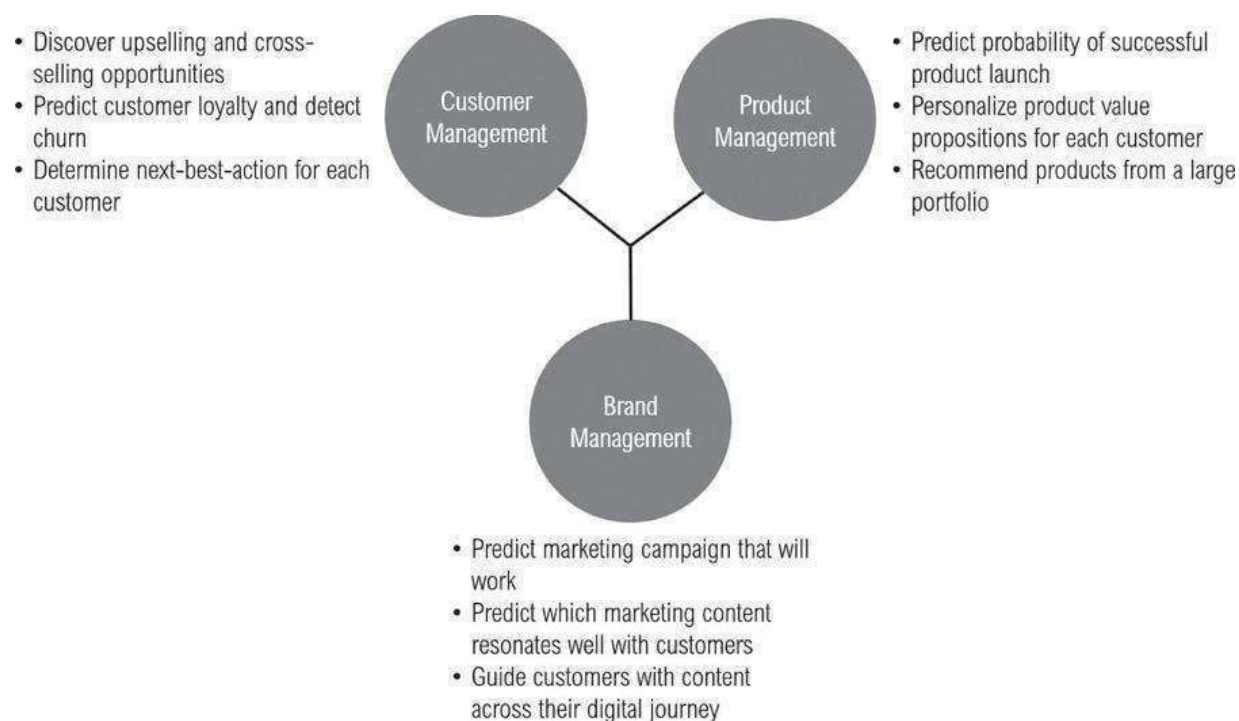 • Discover upselling and cross-
selling opportunities
• Predict customer loyalty and detect
churn
• Determine next-best-action for each
customer
Customer
Management
Product
Management
• Predict probability of successful
product launch
• Personalize product value
propositions for each customer
• Recommend products from a large
portfolio
Brand
Management
• Predict marketing campaign that will
work
• Predict which marketing content
resonates well with customers
• Guide customers with content
across their digital journey